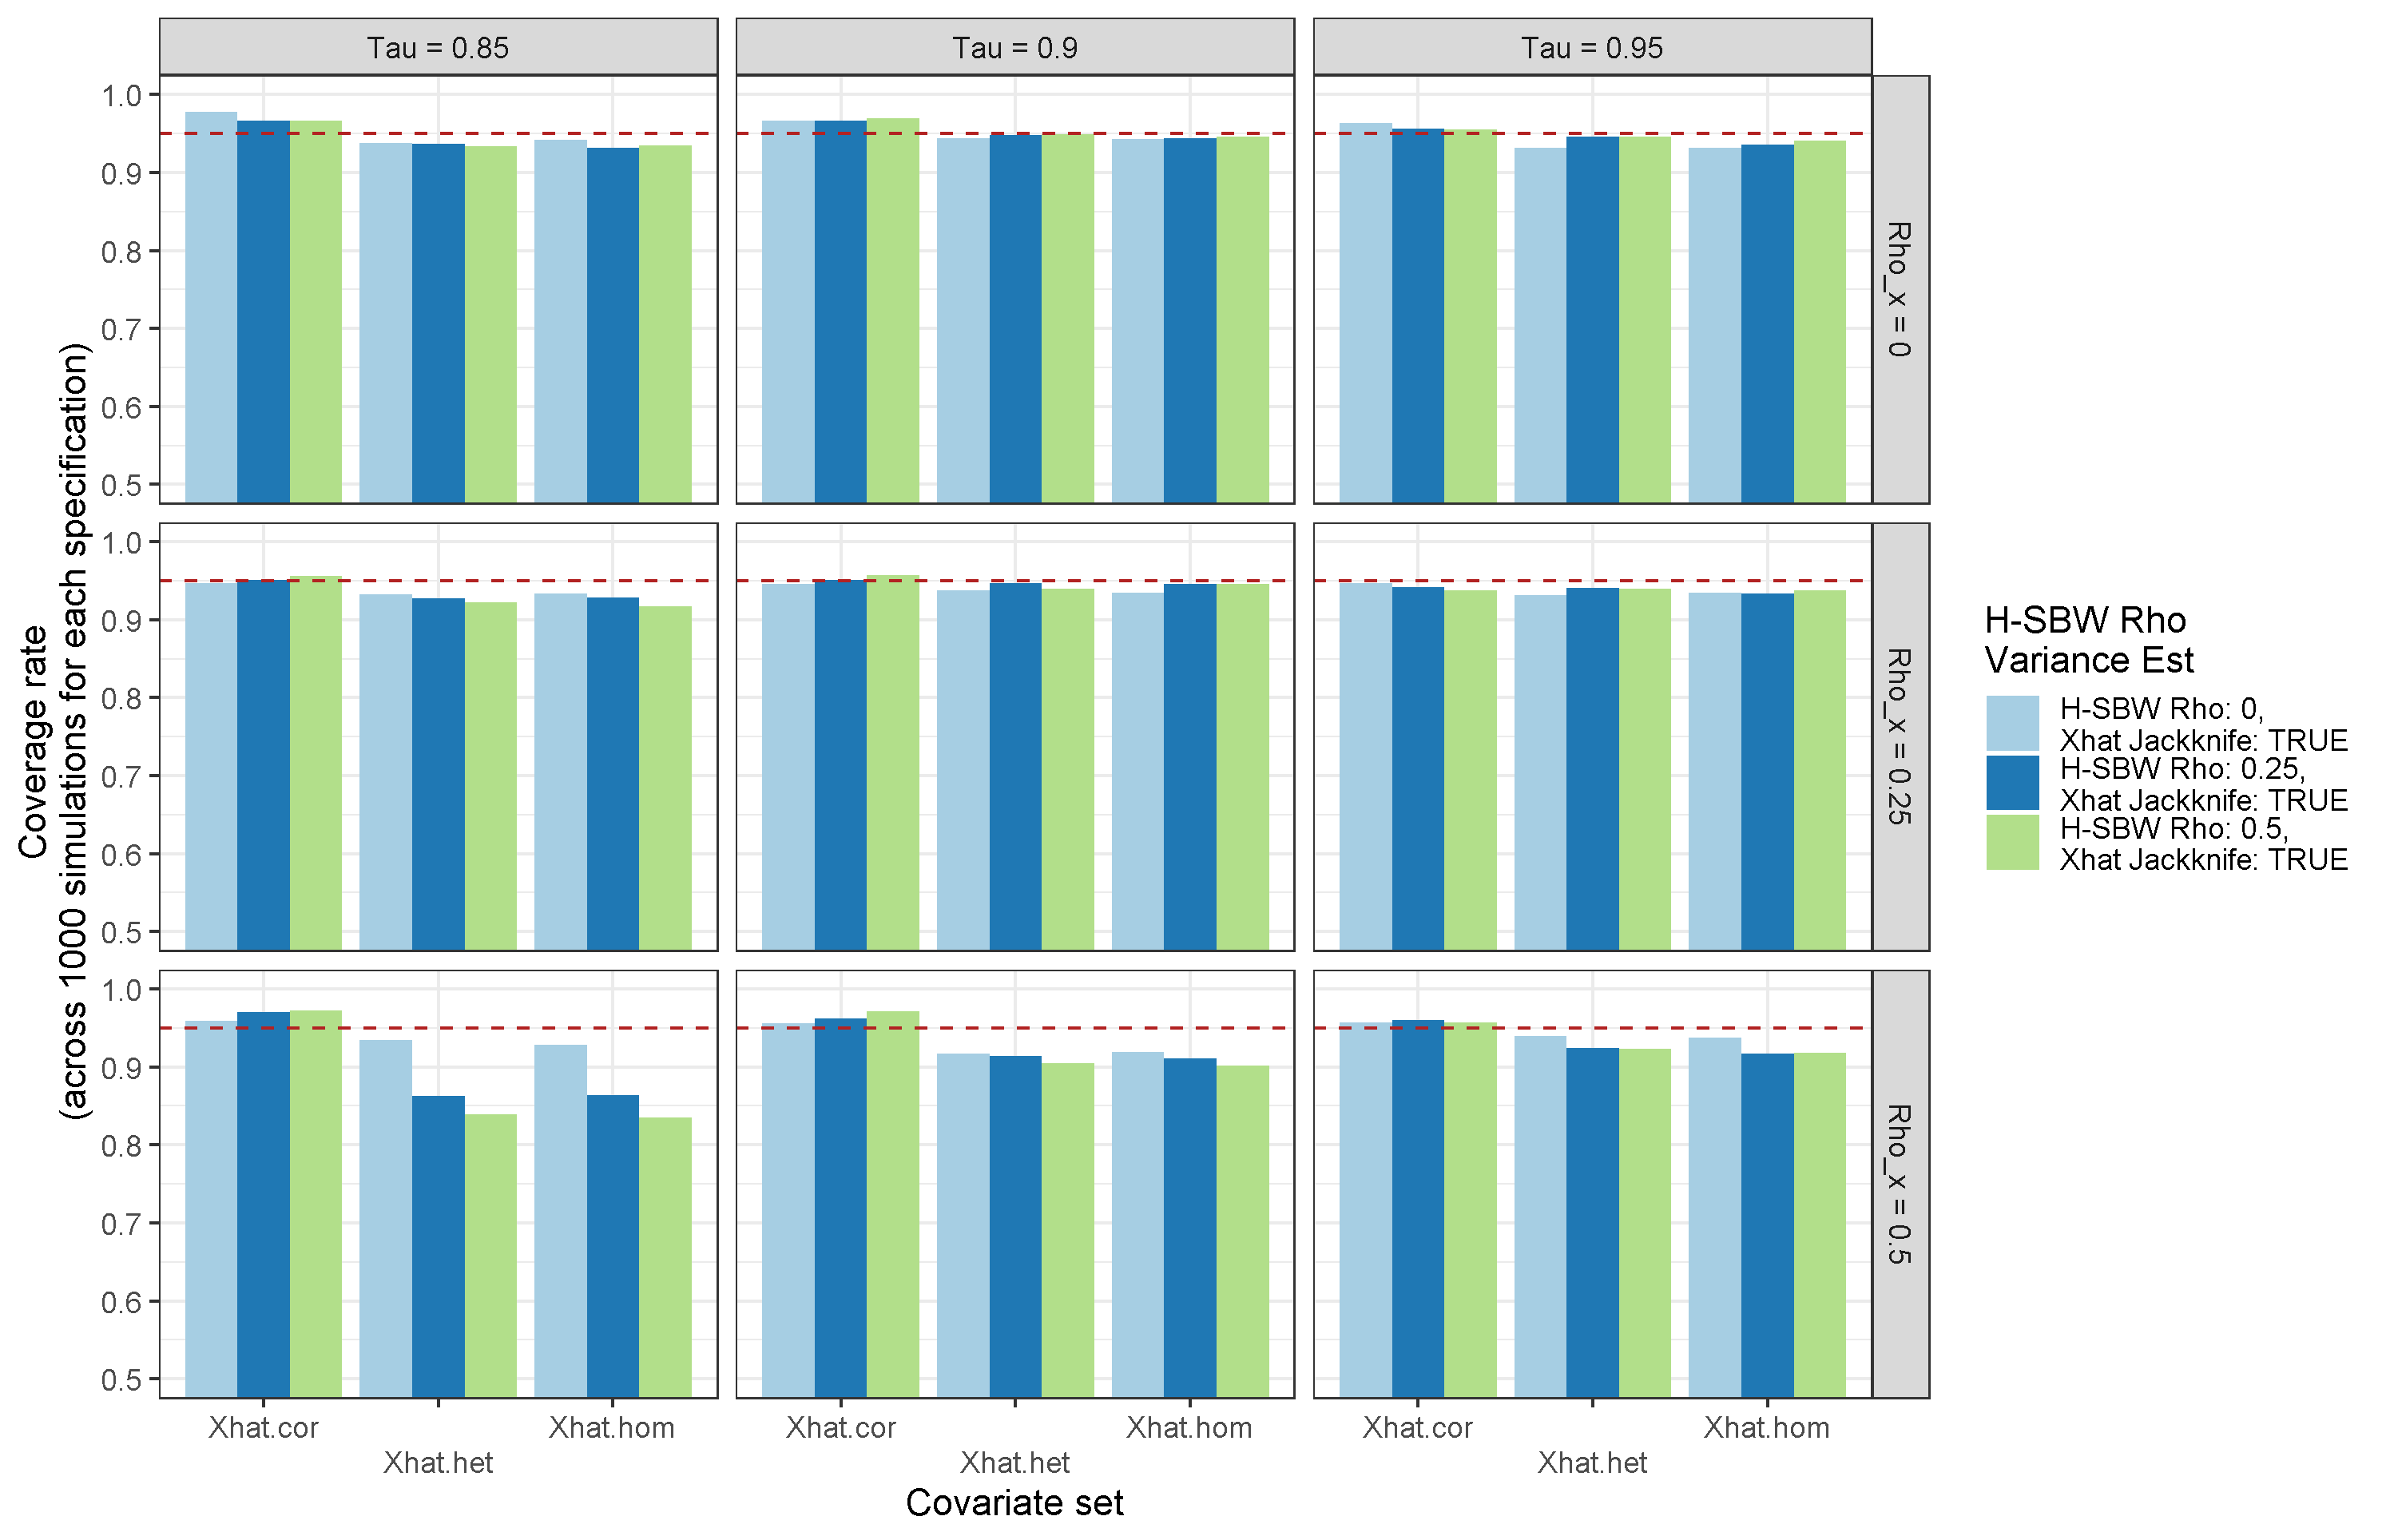 Tau = 0.85
Tau = 0.9
Tau = 0.95
1.0
0.9
0.8
0.7
0.6
0.5
Rho_x = 0
1.0
0.9
0.8
0.7
0.6
0.5
Rho_x = 0.25
1.0
0.9
0.8
0.7
0.6
0.5
Rho_x = 0.5
Coverage rate
(across 1000 simulations for each specification)
Xhat.cor
Xhat.het
Xhat.hom
Xhat.cor
Xhat.het
Xhat.hom
Xhat.cor
Xhat.het
Xhat.hom
Covariate set
H-SBW Rho
Variance Est
H-SBW Rho: 0,
Xhat Jackknife: TRUE
H-SBW Rho: 0.25,
Xhat Jackknife: TRUE
H-SBW Rho: 0.5,
Xhat Jackknife: TRUE